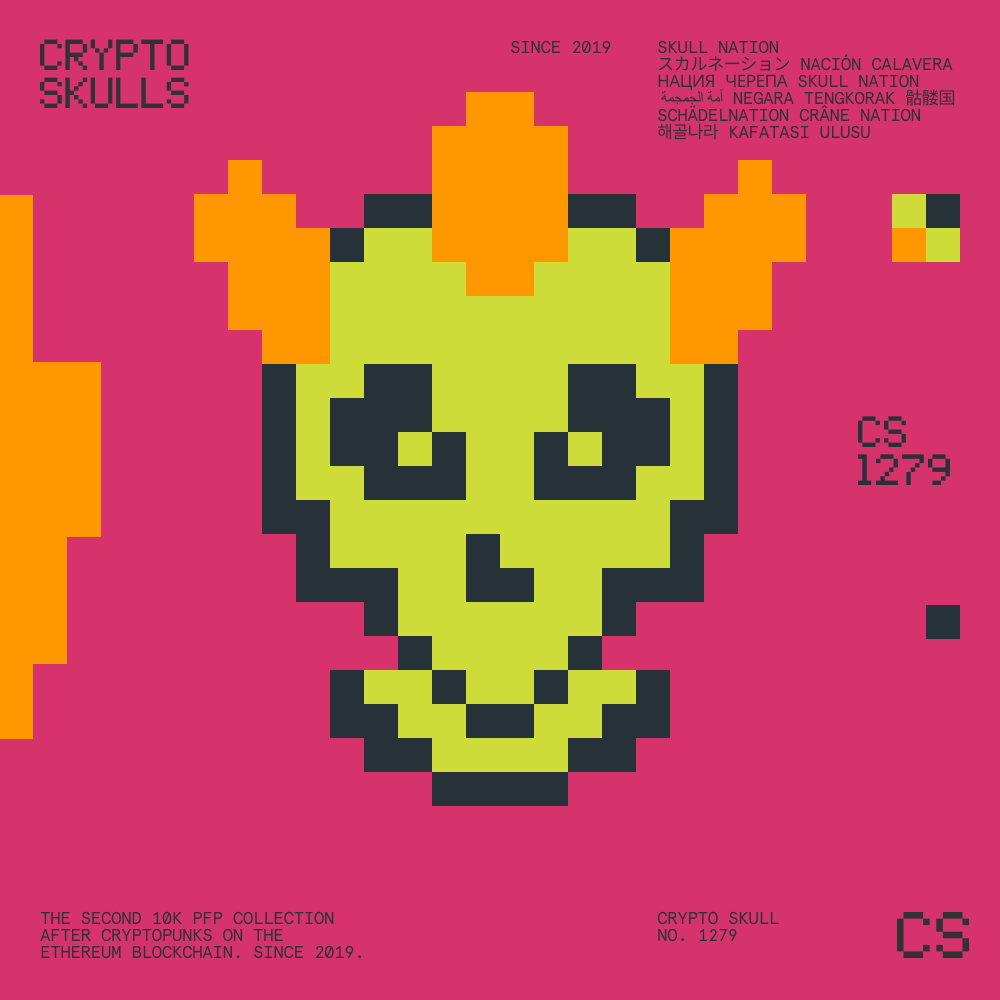 CRYPTO
SKULLS
SINCE 2019
SKULL NATION
スカルネーション NACIÓN CALAVERA
НАЦИЯ ЧЕРЕПА SKULL NATION
أمة الجمجمة NEGARA TENGKORAK 骷髅国
SCHÄDELNATION CRÂNE NATION
해골나라 KAFATASI ULUSU
CS
1279
THE SECOND 10K PFP COLLECTION
AFTER CRYPTOPUNKS ON THE
ETHEREUM BLOCKCHAIN. SINCE 2019.
CRYPTO SKULL
NO. 1279
CS